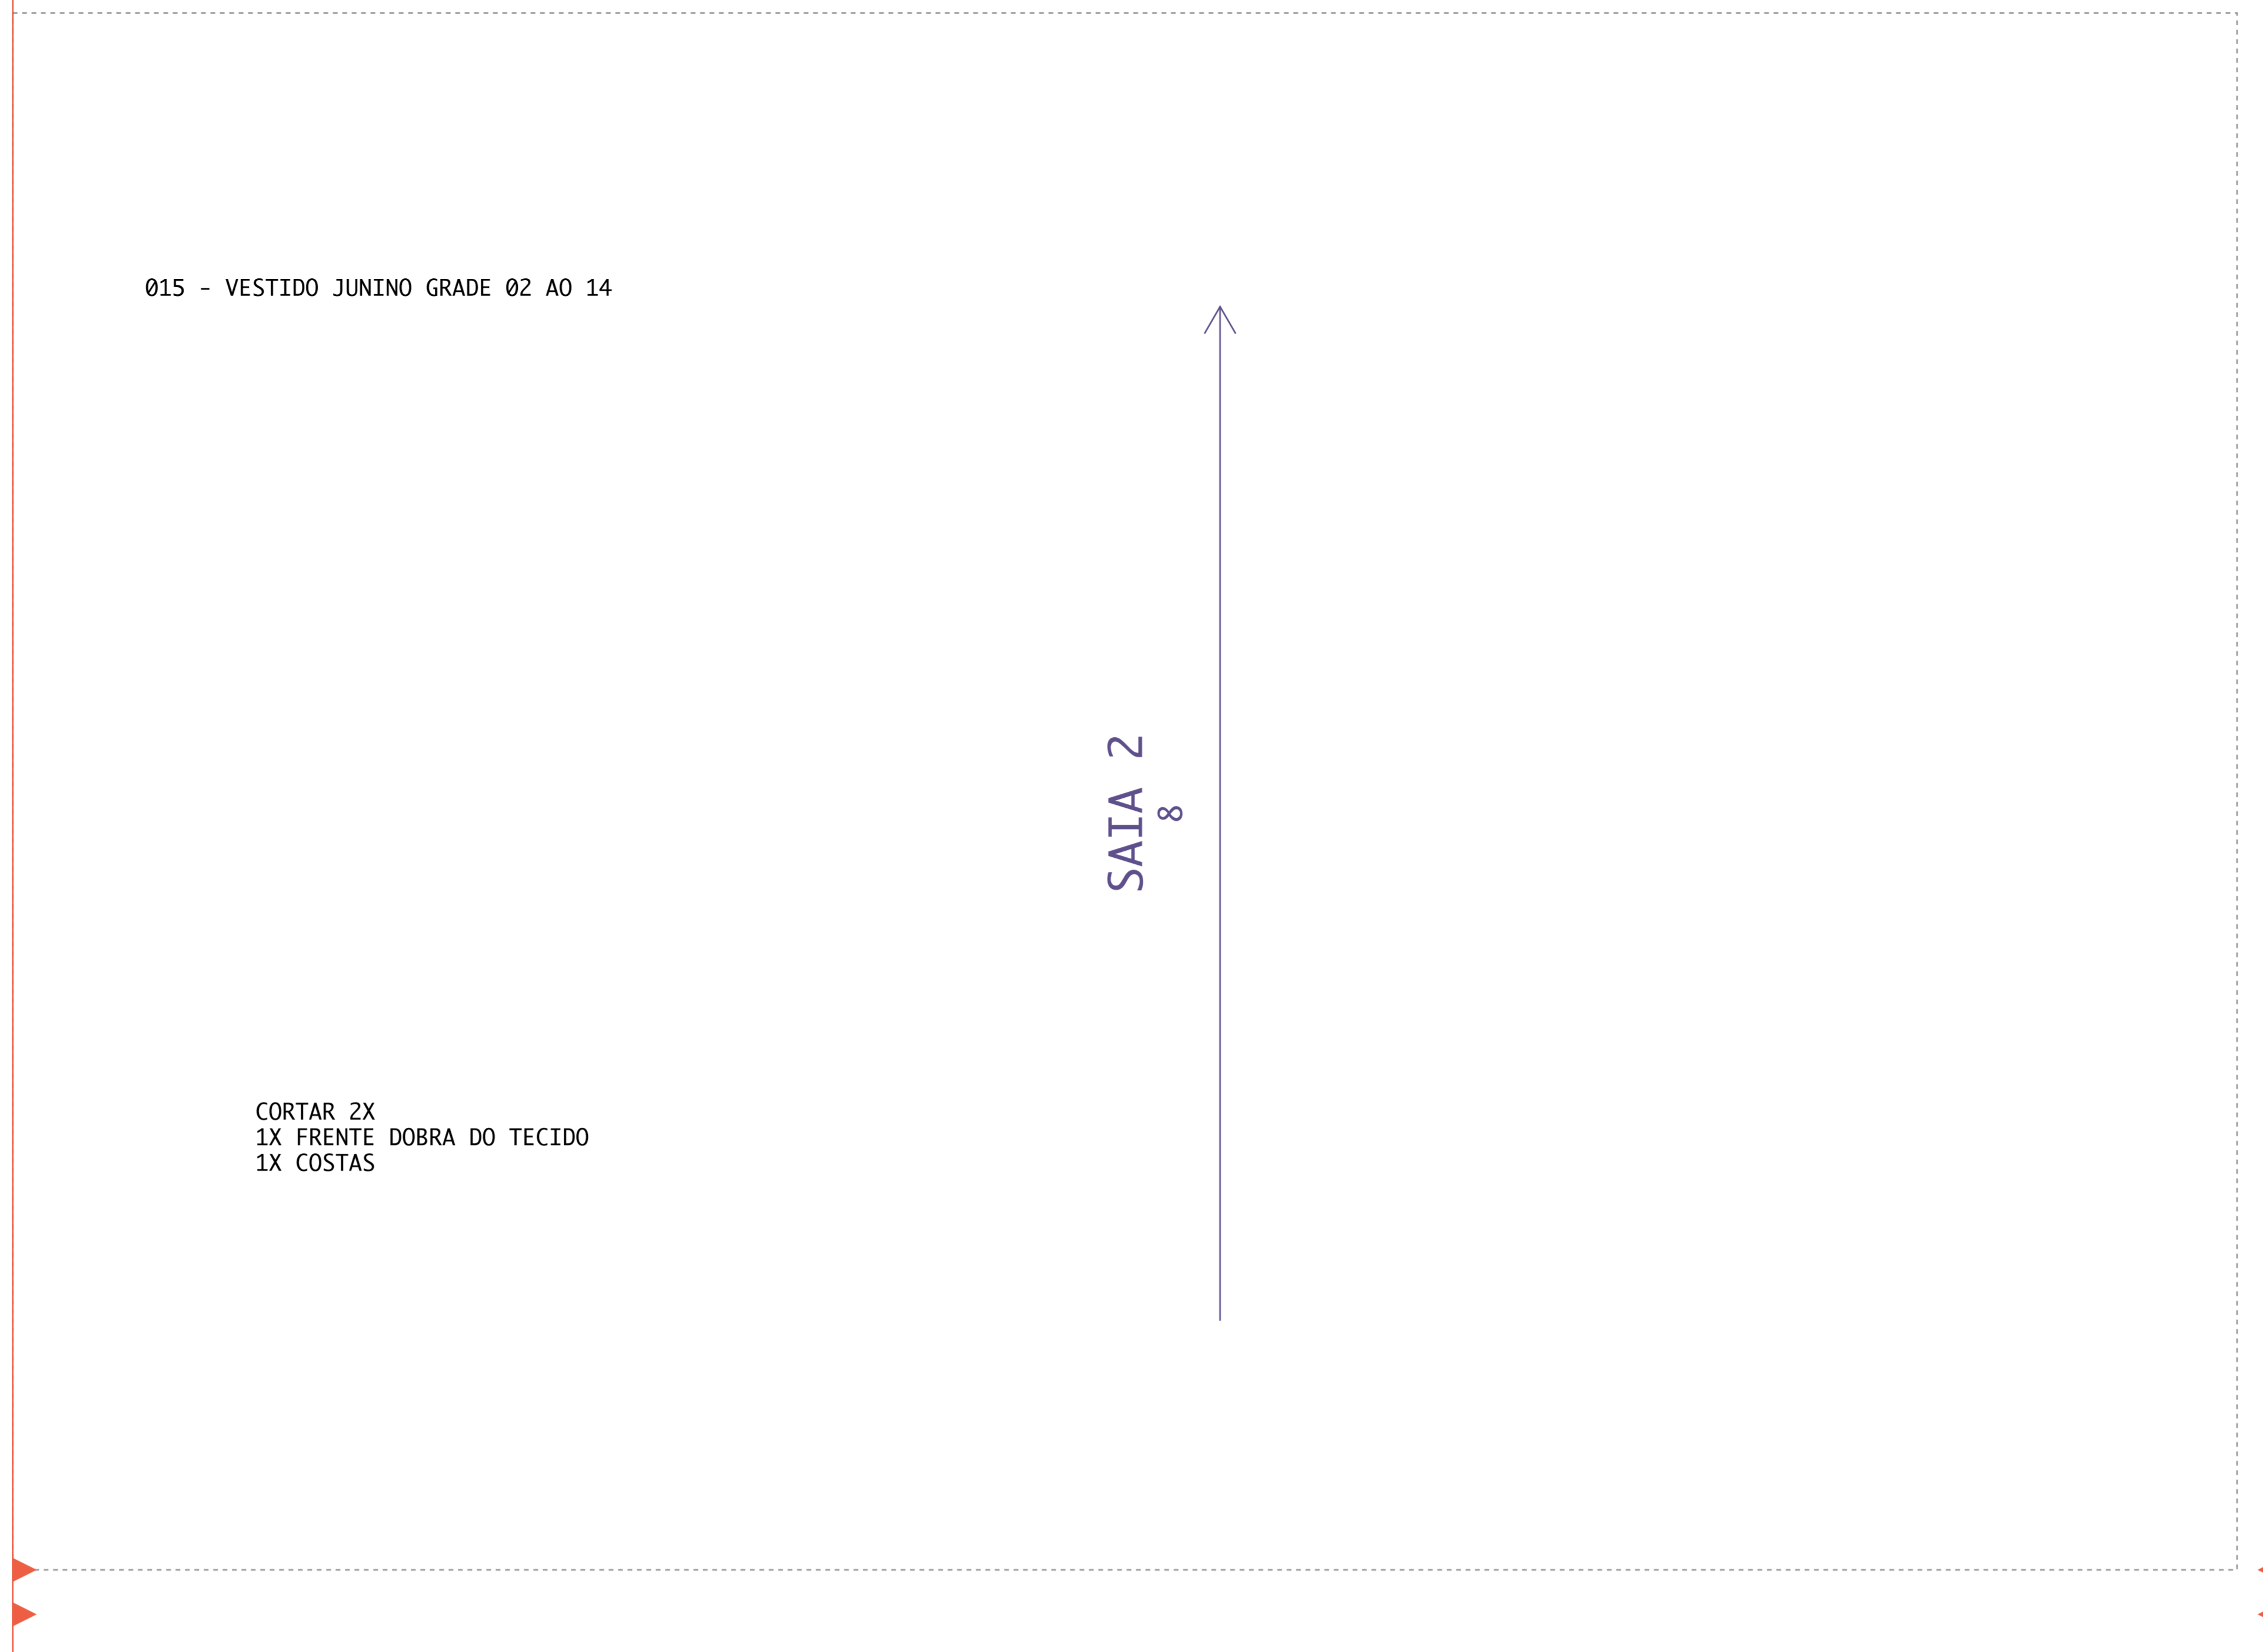 015 - VESTIDO JUNINO GRADE 02 AO 14
SAIA 2
8
CORTAR 2X
1X FRENTE DOBRA DO TECIDO
1X COSTAS